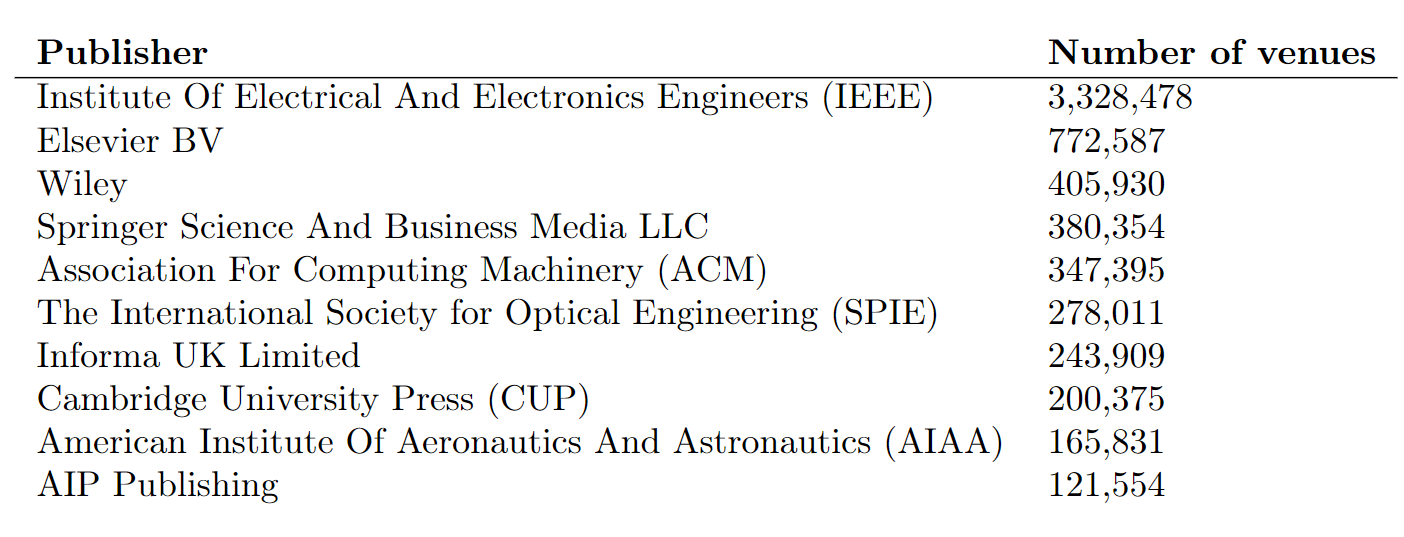 Publisher Number of venues
Institute Of Electrical And Electronics Engineers (IEEE) 3,328,478
Elsevier BV 772,587
Wiley 405,930
Springer Science And Business Media LLC 380,354
Association For Computing Machinery (ACM) 347,395
The International Society for Optical Engineering (SPIE) 278,011
Informa UK Limited 243,909
Cambridge University Press (CUP) 200,375
American Institute Of Aeronautics And Astronautics (AIAA) 165,831
AIP Publishing 121,554